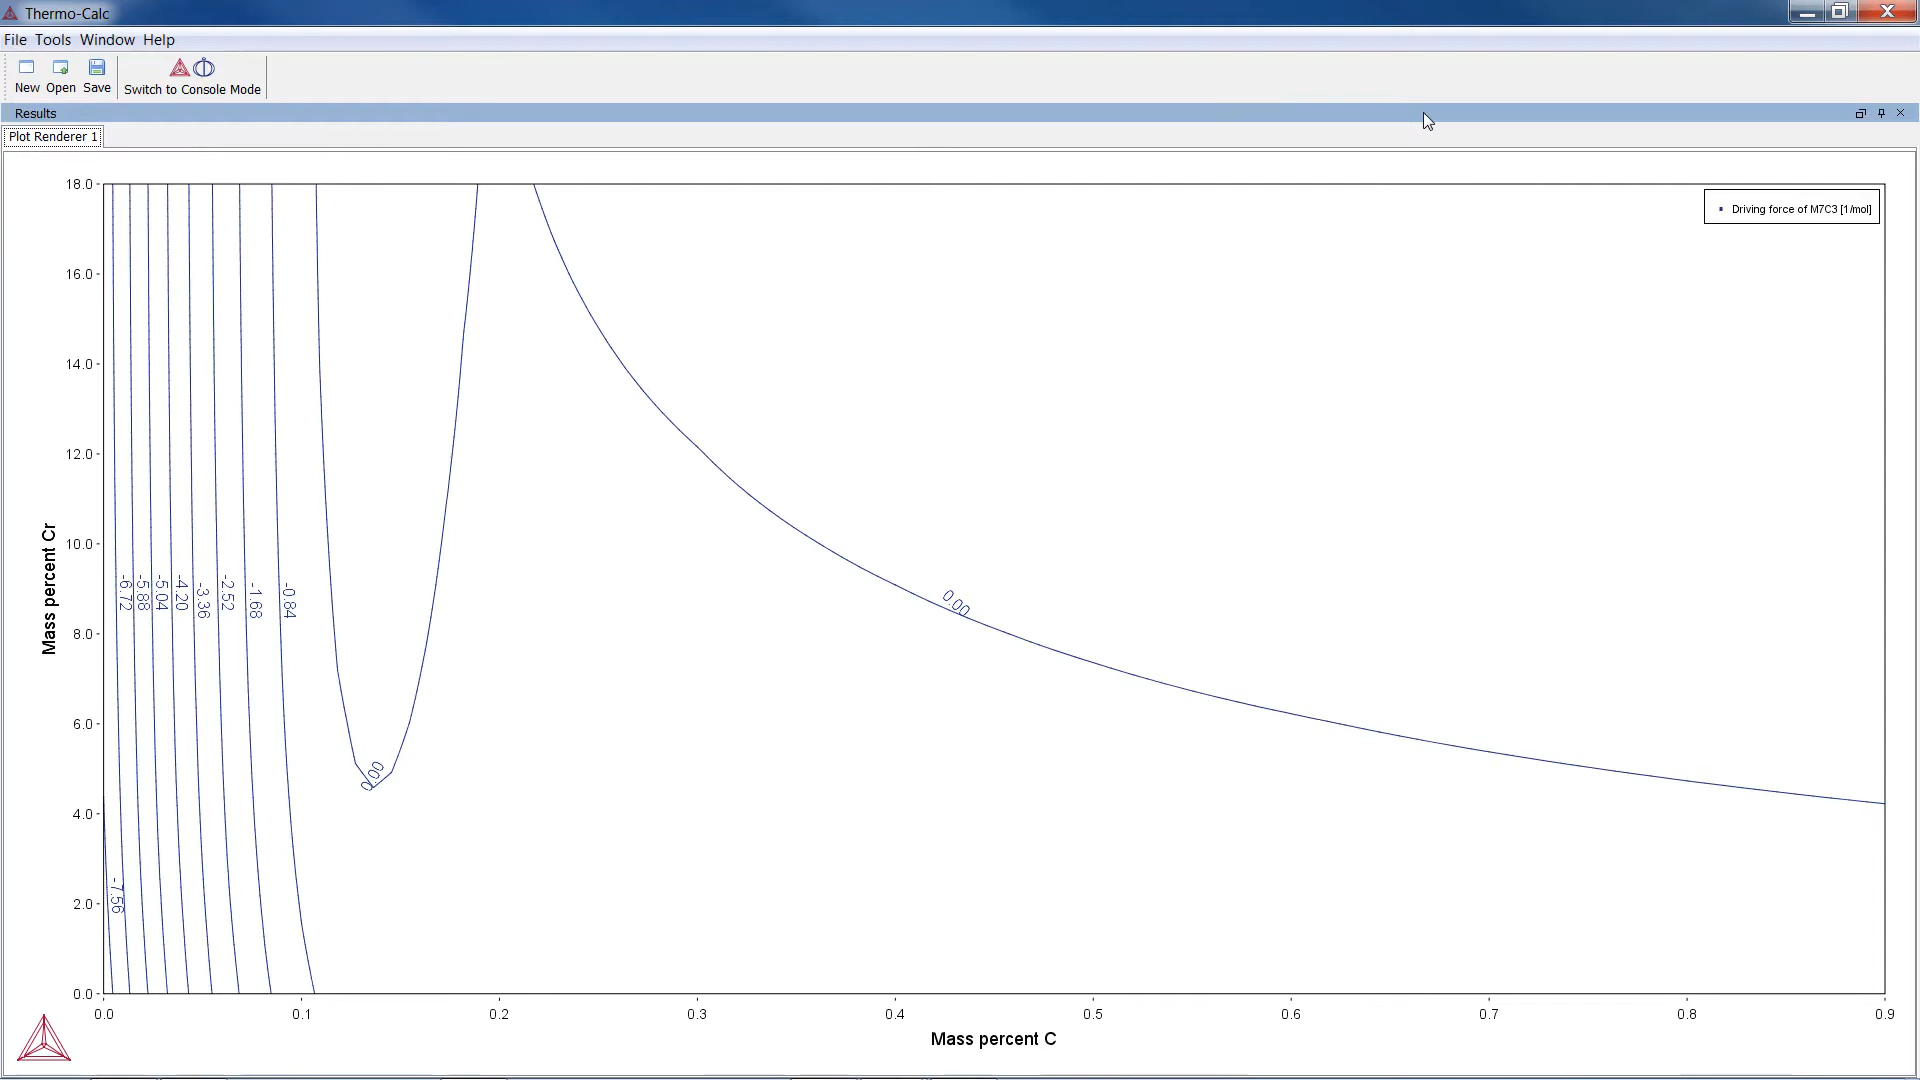 Thermo-Calc
File Tools Window Help
New Open Save Switch to Console Mode
Results
Plot Renderer 1
Driving force of M7C3 [1/mol]
18.0
16.0
14.0
12.0
10.0
8.0
6.0
4.0
2.0
0.0
Mass percent Cr
-6.72
-5.88
-5.04
-4.20
-3.36
-2.52
-1.68
-0.84
0.00
0.00
-7.56
0.0 0.1 0.2 0.3 0.4 0.5 0.6 0.7 0.8 0.9
Mass percent C